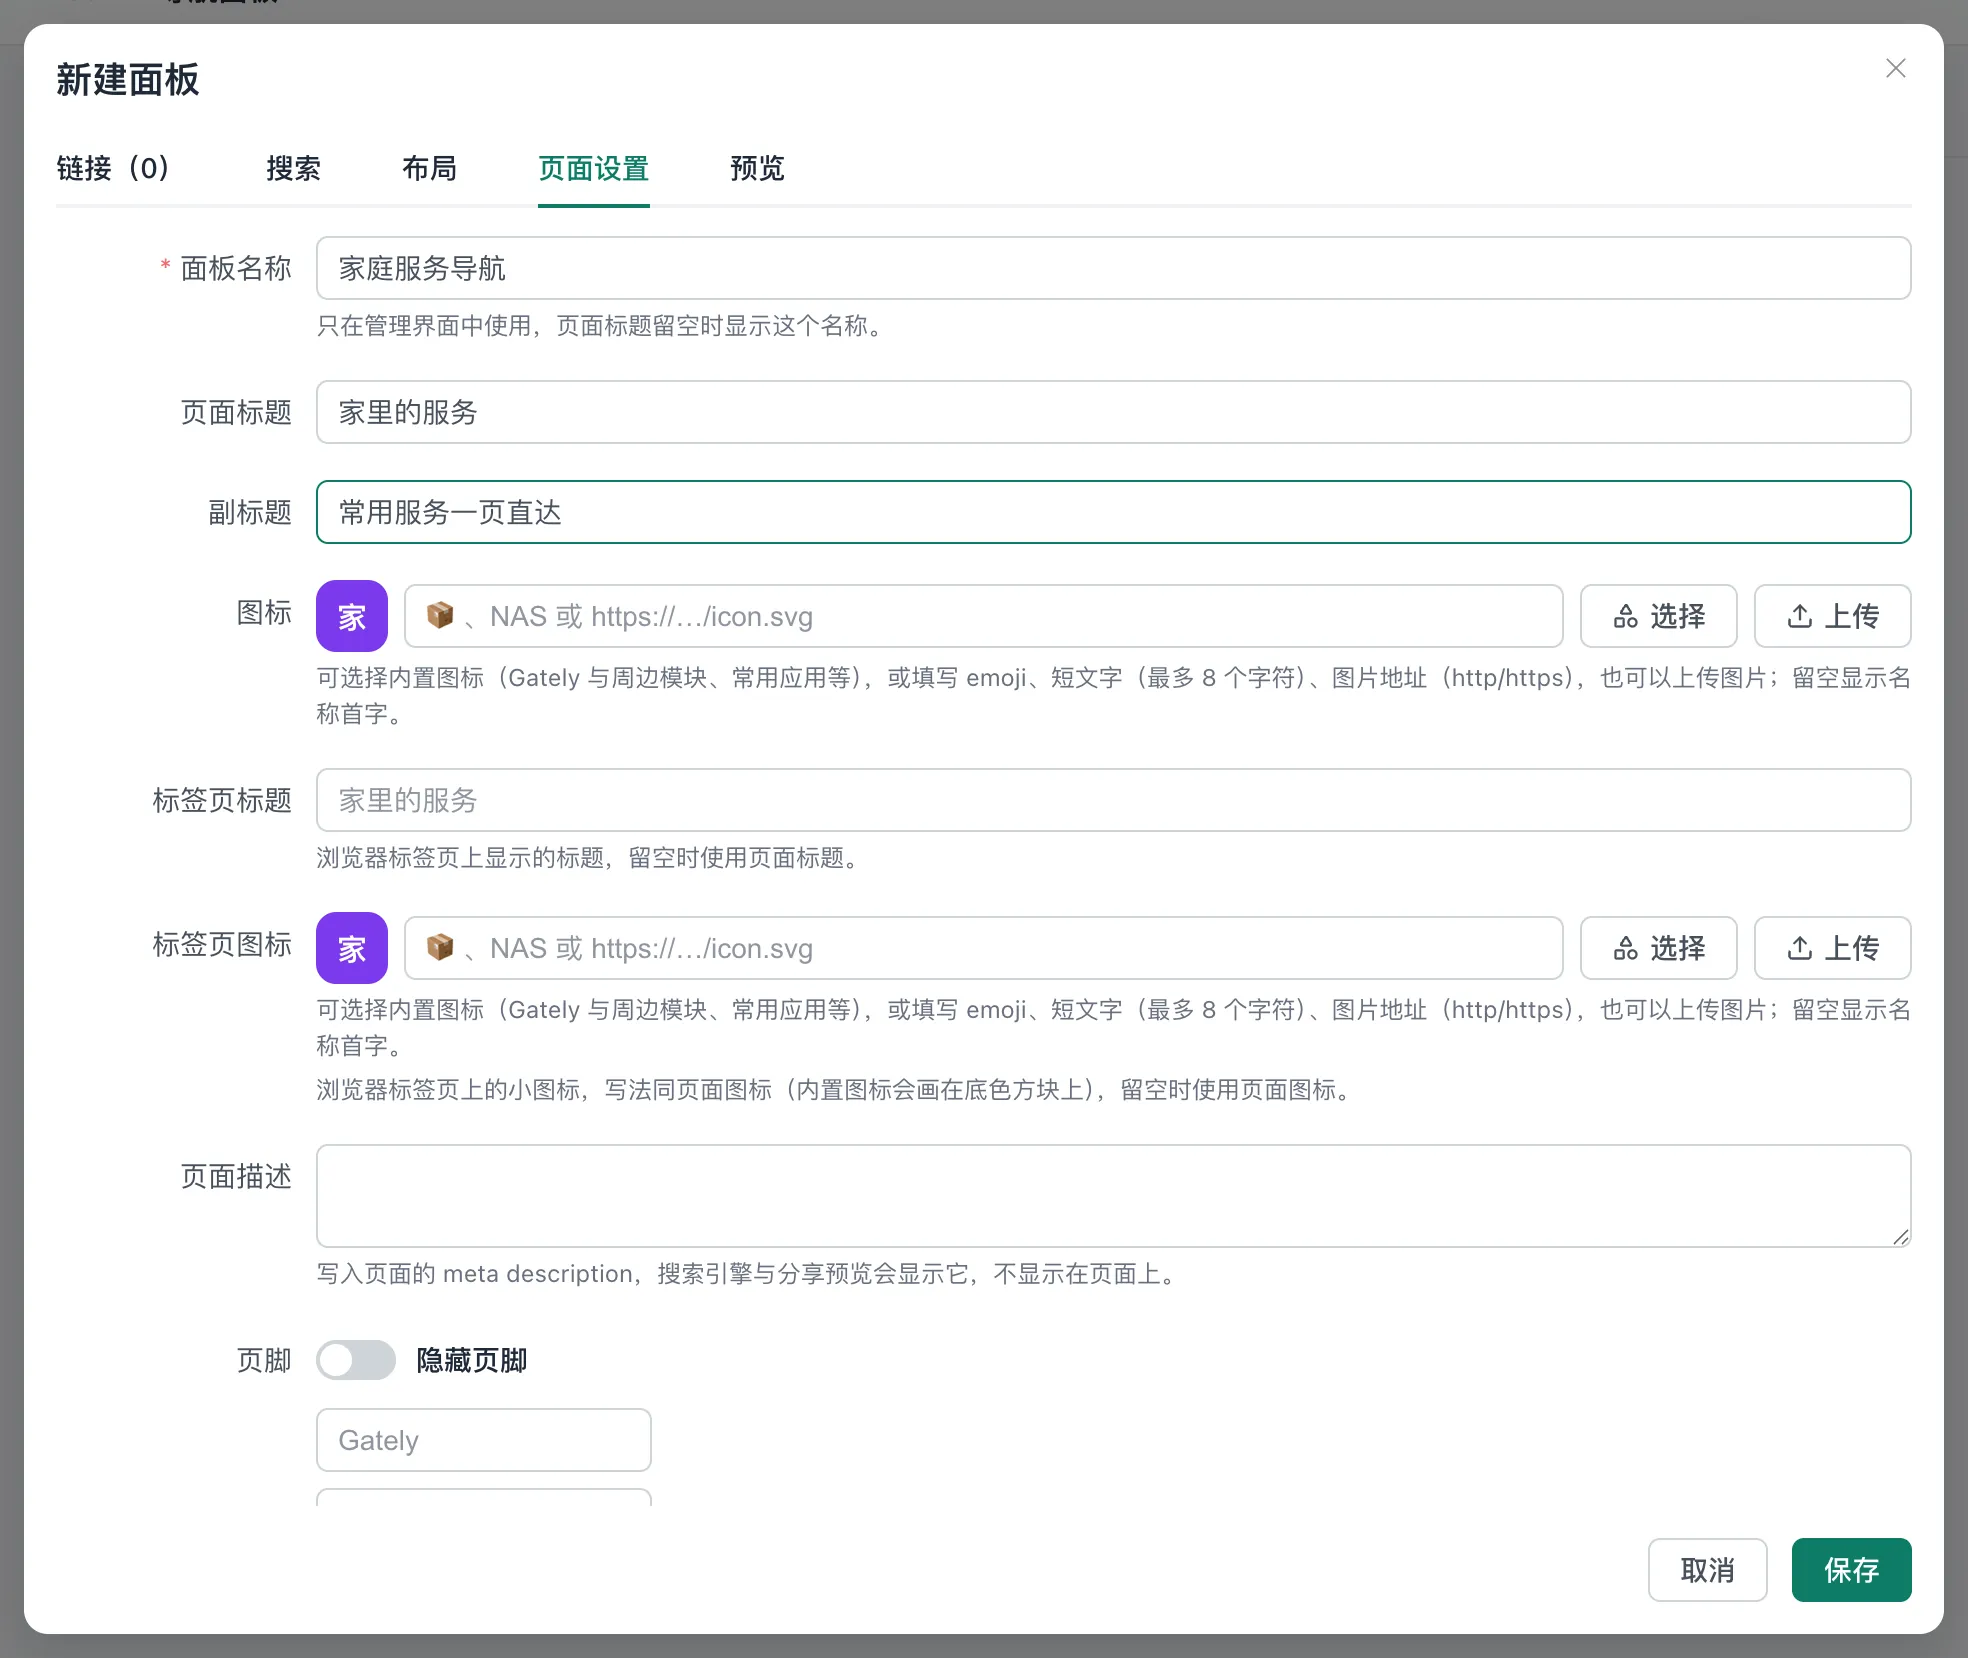 新建面板
链接（0） 搜索 布局 页面设置 预览
* 面板名称 家庭服务导航
只在管理界面中使用，页面标题留空时显示这个名称。
页面标题 家里的服务
副标题 常用服务一页直达
图标 家 📦、NAS 或 https://…/icon.svg 选择 上传
可选择内置图标（Gately 与周边模块、常用应用等），或填写 emoji、短文字（最多 8 个字符）、图片地址（http/https），也可以上传图片；留空显示名
称首字。
标签页标题 家里的服务
浏览器标签页上显示的标题，留空时使用页面标题。
标签页图标 家 📦、NAS 或 https://…/icon.svg 选择 上传
可选择内置图标（Gately 与周边模块、常用应用等），或填写 emoji、短文字（最多 8 个字符）、图片地址（http/https），也可以上传图片；留空显示名
称首字。
浏览器标签页上的小图标，写法同页面图标（内置图标会画在底色方块上），留空时使用页面图标。
页面描述
写入页面的 meta description，搜索引擎与分享预览会显示它，不显示在页面上。
页脚 隐藏页脚
Gately
取消 保存